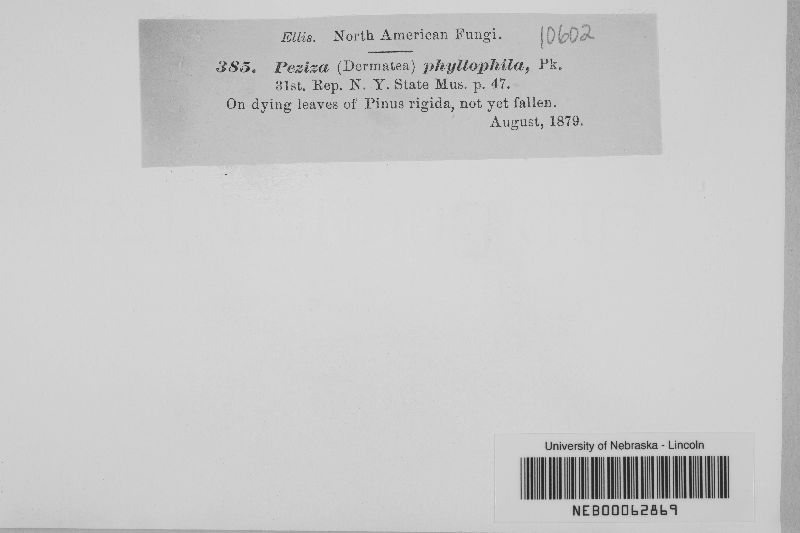 Ellis. North American Fungi.
10602
385. Peziza (Dermatea) phyllophila, Pk.
31st. Rep. N. Y. State Mus. p. 47.
On dying leaves of Pinus rigida, not yet fallen.
August, 1879.
University of Nebraska - Lincoln
NEB00062869